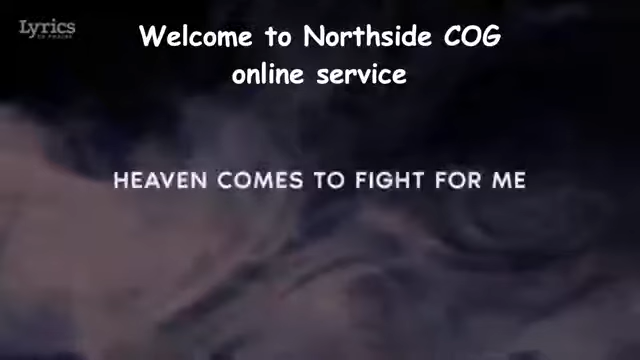 Lyrics
Welcome to Northside COG
online service
HEAVEN COMES TO FIGHT FOR ME